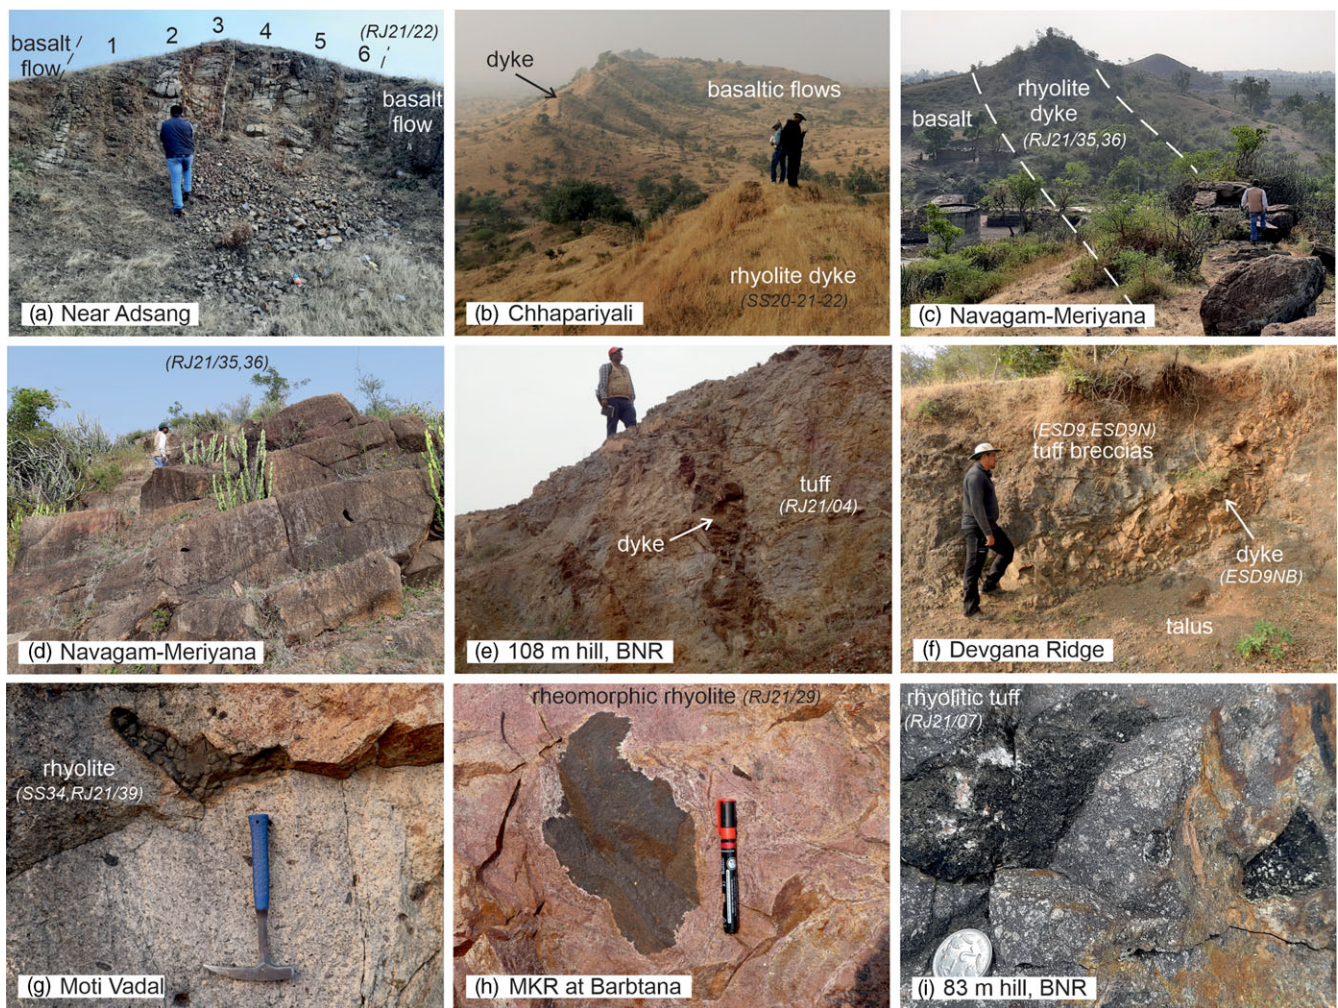 1 2 3 4 5 6
(RJ21/22)
basalt
flow
basalt
flow
(a) Near Adsang
dyke
basaltic flows
rhyolite dyke
(SS20-21-22)
(b) Chhapariyali
rhyolite
dyke
(RJ21/35,36)
basalt
(c) Navagam-Meriyana
(RJ21/35,36)
(d) Navagam-Meriyana
tuff
(RJ21/04)
dyke
(e) 108 m hill, BNR
(ESD9,ESD9N)
tuff breccias
dyke
(ESD9NB)
talus
(f) Devgana Ridge
rhyolite
(SS34,RJ21/39)
(g) Moti Vadal
rheomorphic rhyolite (RJ21/29)
(h) MKR at Barbtana
rhyolitic tuff
(RJ21/07)
(i) 83 m hill, BNR